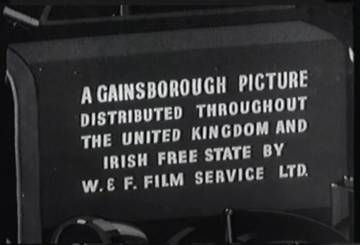 A GAINSBOROUGH PICTURE
DISTRIBUTED THROUGHOUT
THE UNITED KINGDOM AND
IRISH FREE STATE BY
W. & F. FILM SERVICE LTD.